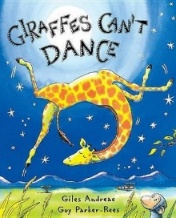 GIRAFFES CAN'T
DANCE
Giles Andreae
Guy Parker-Rees